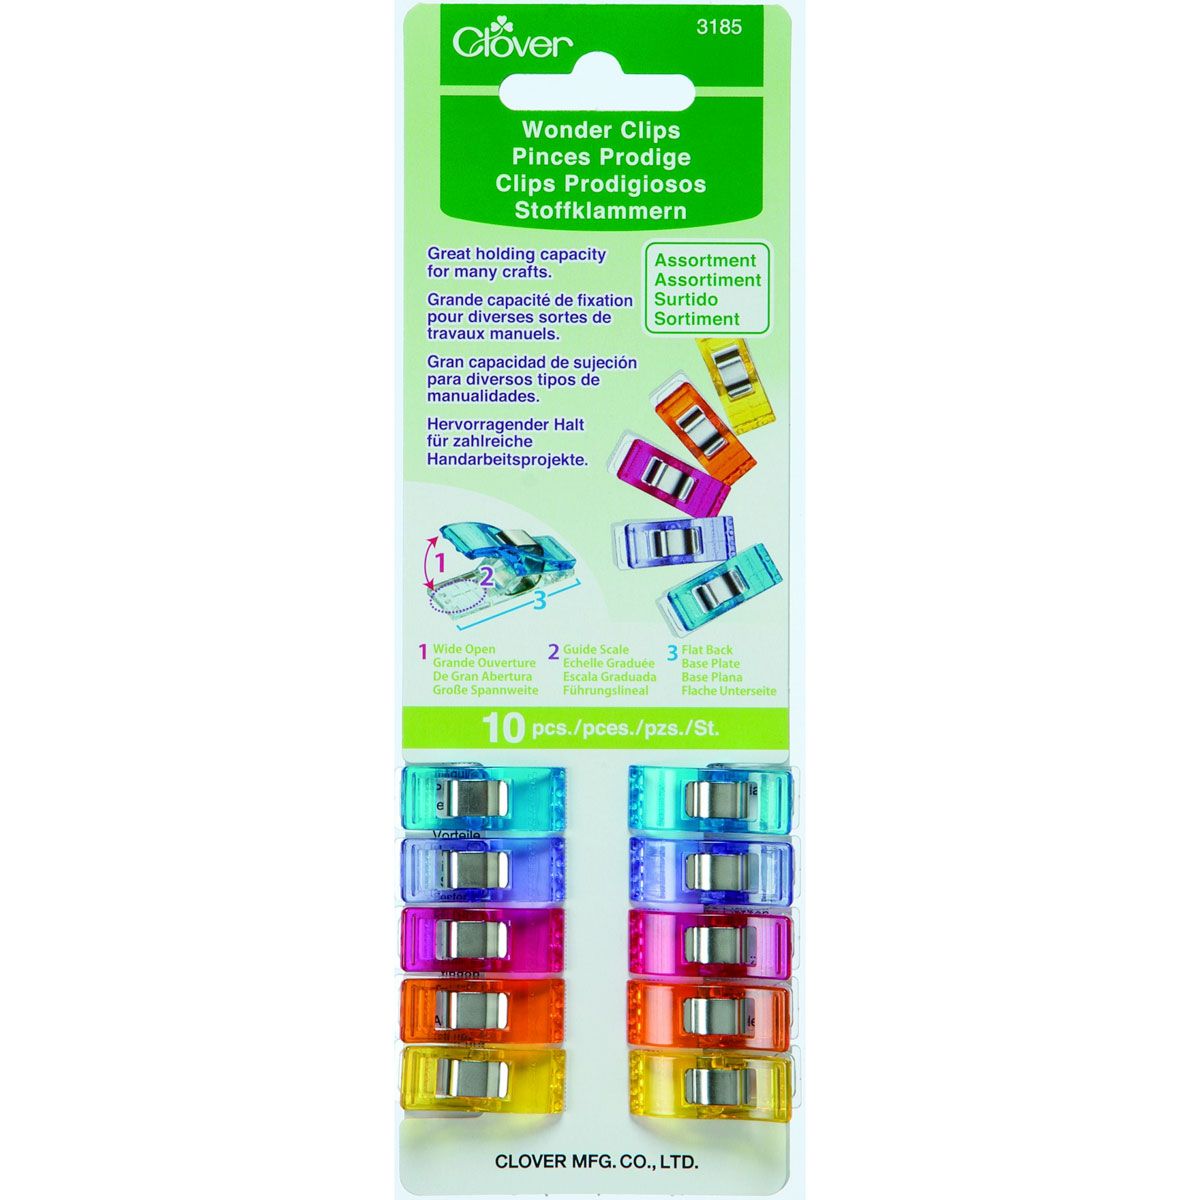 Clover
3185
Wonder Clips
Pinces Prodige
Clips Prodigiosos
Stoffklammern
Great holding capacity
for many crafts.
Grande capacité de fixation
pour diverses sortes de
travaux manuels.
Gran capacidad de sujeción
para diversos tipos de
manualidades.
Hervorragender Halt
für zahlreiche
Handarbeitsprojekte.
Assortment
Assortiment
Surtido
Sortiment
1
2
3
1 Wide Open
Grande Ouverture
De Gran Abertura
Große Spannweite
2 Guide Scale
Echelle Graduée
Escala Graduada
Führungslineal
3 Flat Back
Base Plate
Base Plana
Flache Unterseite
10 pcs./pces./pzs./St.
Vorteile
CLOVER MFG. CO., LTD.